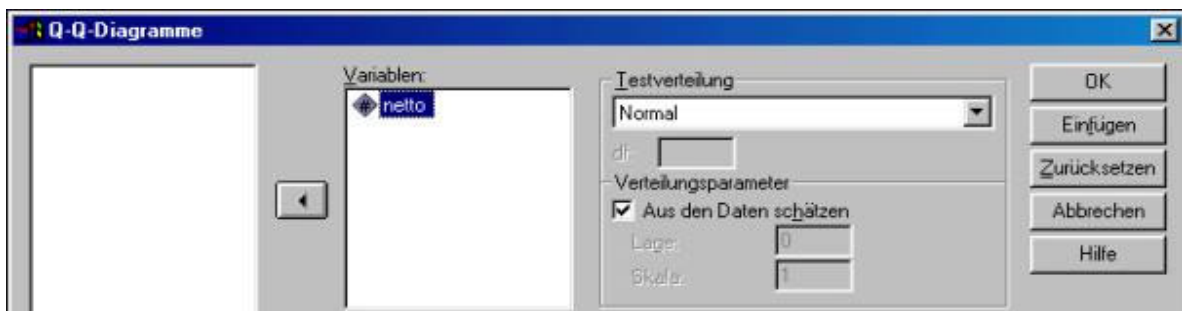 Q-Q-Diagramme
Variablen:
netto
Testverteilung
Normal
df:
Verteilungsparameter
Aus den Daten schätzen
Lage: 0
Skala: 1
OK
Einfügen
Zurücksetzen
Abbrechen
Hilfe